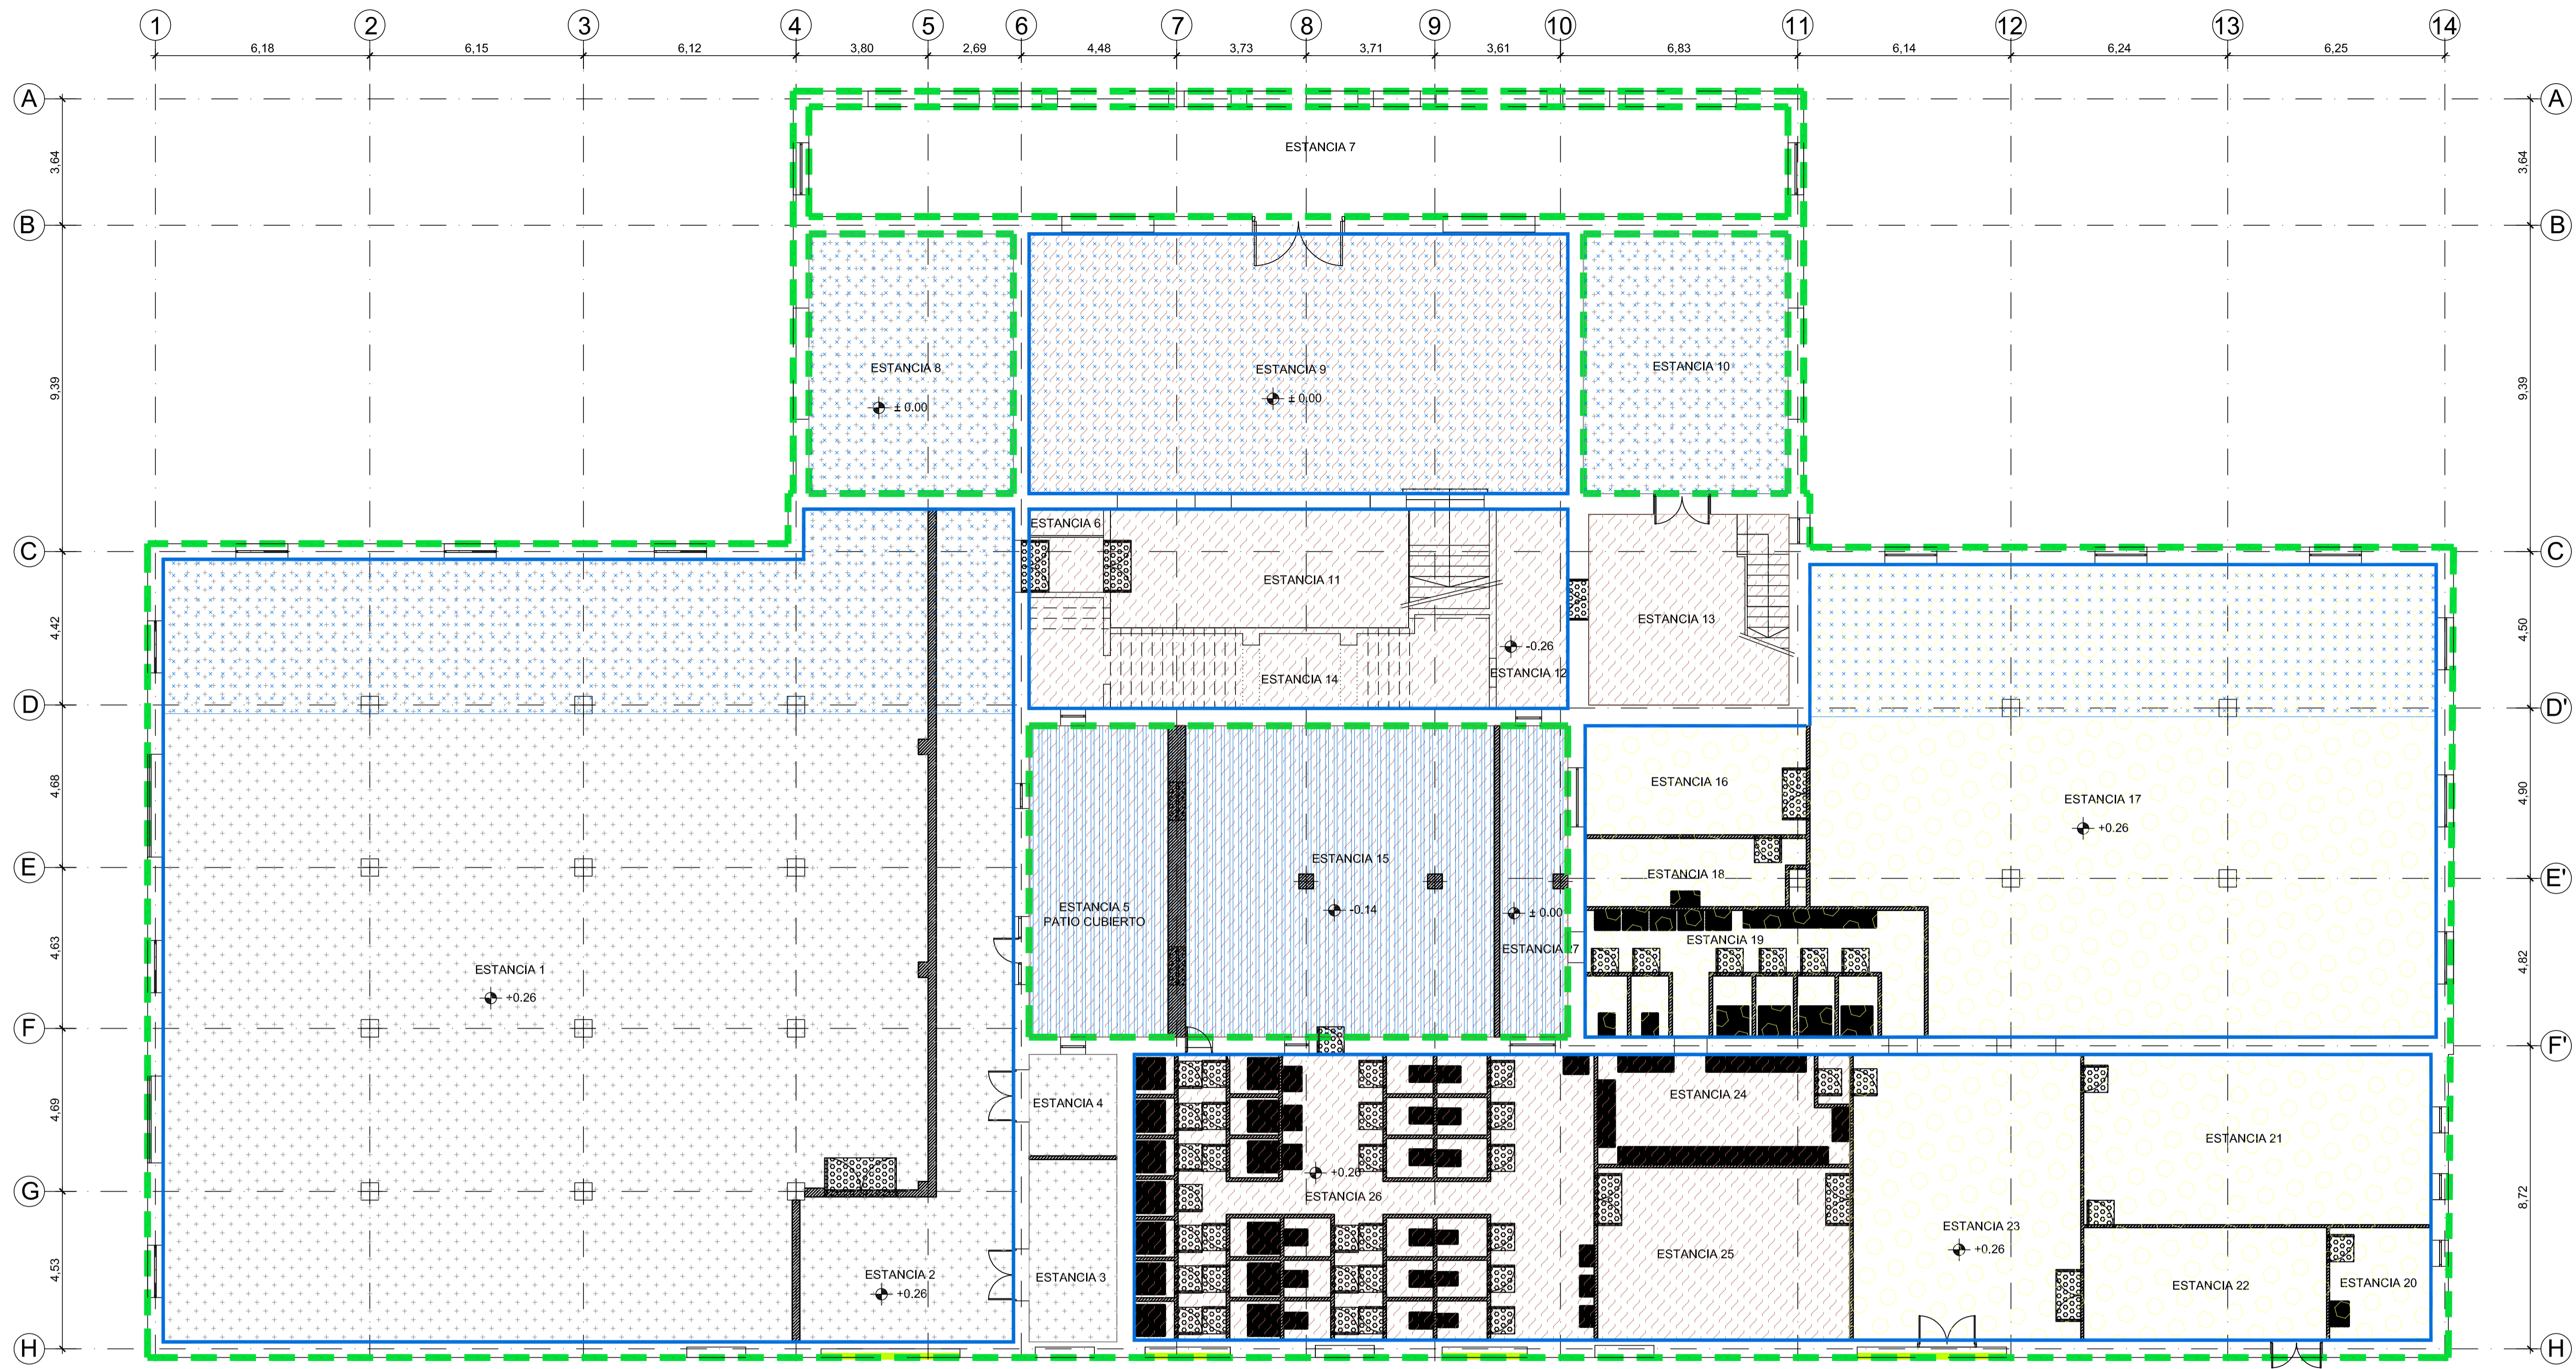 1 2 3 4 5 6 7 8 9 10 11 12 13 14
6,18 6,15 6,12 3,80 2,69 4,48 3,73 3,71 3,61 6,83 6,14 6,24 6,25
A A
3,64 3,64
ESTANCIA 7
B B
9,39 9,39
ESTANCIA 8
± 0.00
ESTANCIA 9
± 0.00
ESTANCIA 10
ESTANCIA 6
C C
ESTANCIA 11
ESTANCIA 13
4.42 4,50
-0.26
ESTANCIA 12
ESTANCIA 14
D D'
ESTANCIA 16
ESTANCIA 17
+0.26
4,68 4,90
ESTANCIA 15
-0.14
E E'
ESTANCIA 18
ESTANCIA 5
PATIO CUBIERTO
± 0.00
ESTANCIA 27
ESTANCIA 19
4,63 4,82
ESTANCIA 1
+0.26
F F'
4,69
ESTANCIA 4
ESTANCIA 24
ESTANCIA 21
+0.26
ESTANCIA 26
G
8,72
ESTANCIA 23
+0.26
ESTANCIA 25
4,53
ESTANCIA 2
+0.26
ESTANCIA 3
ESTANCIA 22
ESTANCIA 20
H H